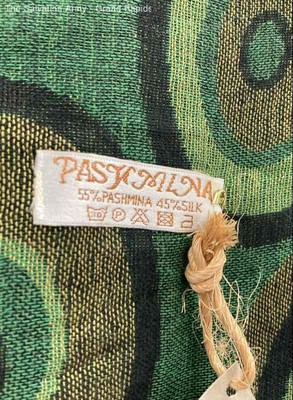 The Salvation Army - Grand Rapids
PASHMINA
55%PASHMINA 45%SILK
P